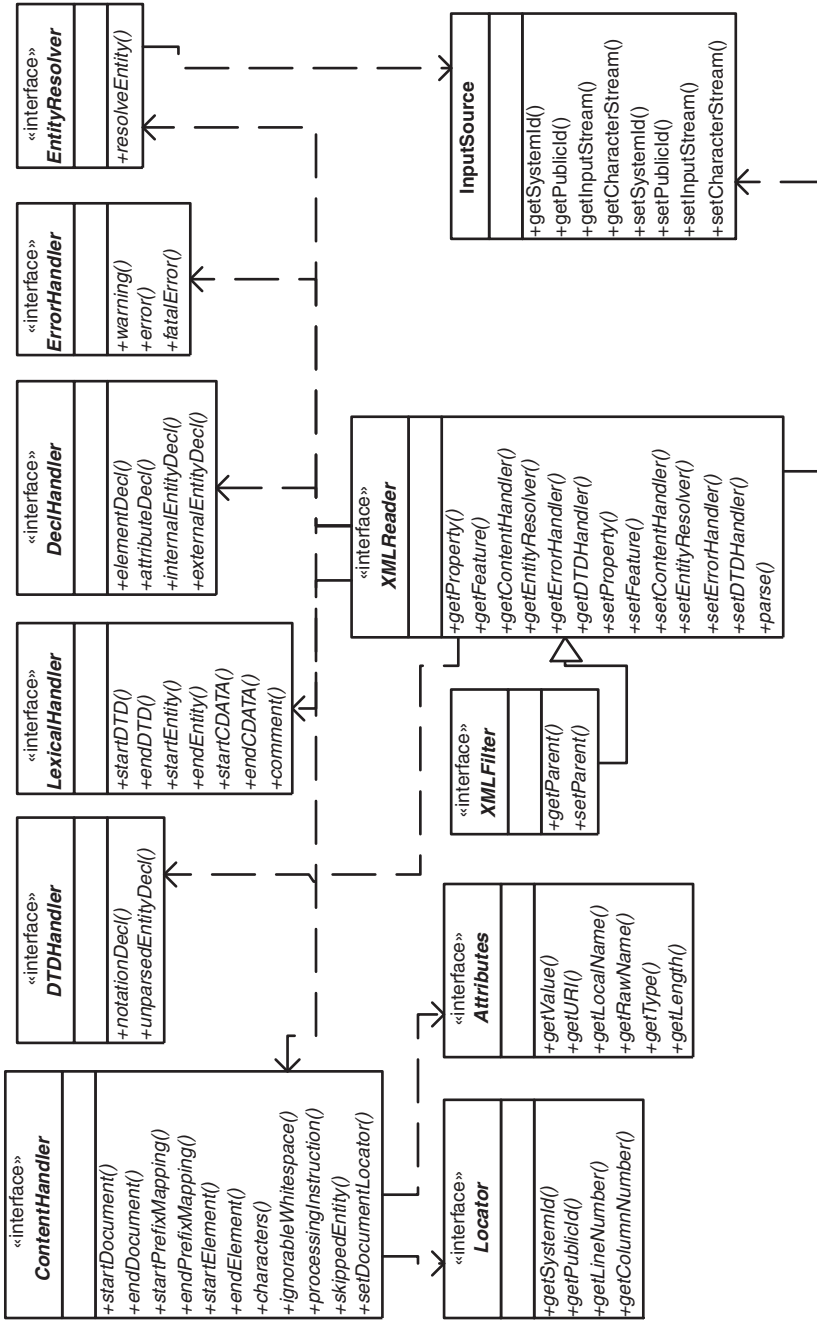 «interface»
ContentHandler
+startDocument()
+endDocument()
+startPrefixMapping()
+endPrefixMapping()
+startElement()
+endElement()
+characters()
+ignorableWhitespace()
+processingInstruction()
+skippedEntity()
+setDocumentLocator()
«interface»
DTDHandler
+notationDecl()
+unparsedEntityDecl()
«interface»
LexicalHandler
+startDTD()
+endDTD()
+startEntity()
+endEntity()
+startCDATA()
+endCDATA()
+comment()
«interface»
DeclHandler
+elementDecl()
+attributeDecl()
+internalEntityDecl()
+externalEntityDecl()
«interface»
ErrorHandler
+warning()
+error()
+fatalError()
«interface»
EntityResolver
+resolveEntity()
«interface»
Locator
+getSystemId()
+getPublicId()
+getLineNumber()
+getColumnNumber()
«interface»
Attributes
+getValue()
+getURI()
+getLocalName()
+getRawName()
+getType()
+getLength()
«interface»
XMLFilter
+getParent()
+setParent()
«interface»
XMLReader
+getProperty()
+getFeature()
+getContentHandler()
+getEntityResolver()
+getErrorHandler()
+getDTDHandler()
+setProperty()
+setFeature()
+setContentHandler()
+setEntityResolver()
+setErrorHandler()
+setDTDHandler()
+parse()
InputSource
+getSystemId()
+getPublicId()
+getInputStream()
+getCharacterStream()
+setSystemId()
+setPublicId()
+setInputStream()
+setCharacterStream()